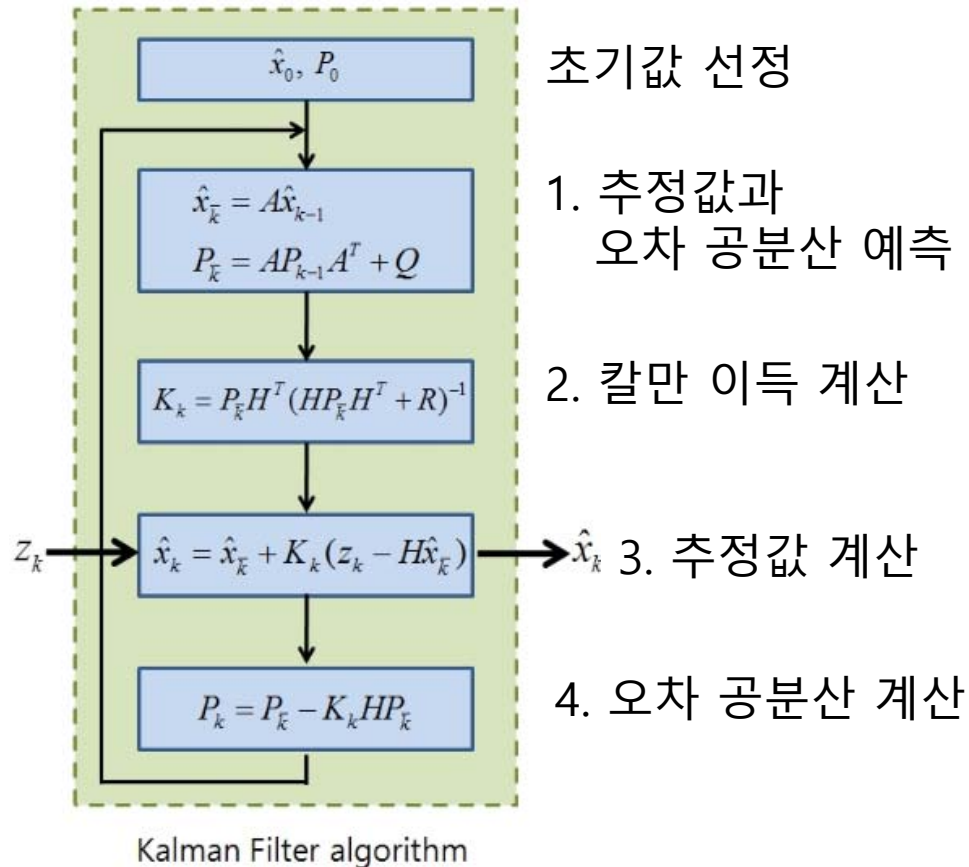 x̂₀, P₀
초기값 선정
x̂k̄ = Ax̂k−1
Pk̄ = APk−1Aᵀ + Q
1. 추정값과
오차 공분산 예측
Kk = Pk̄Hᵀ(HPk̄Hᵀ + R)⁻¹
2. 칼만 이득 계산
zk
x̂k = x̂k̄ + Kk(zk − Hx̂k̄)
x̂k
3. 추정값 계산
Pk = Pk̄ − KkHPk̄
4. 오차 공분산 계산
Kalman Filter algorithm